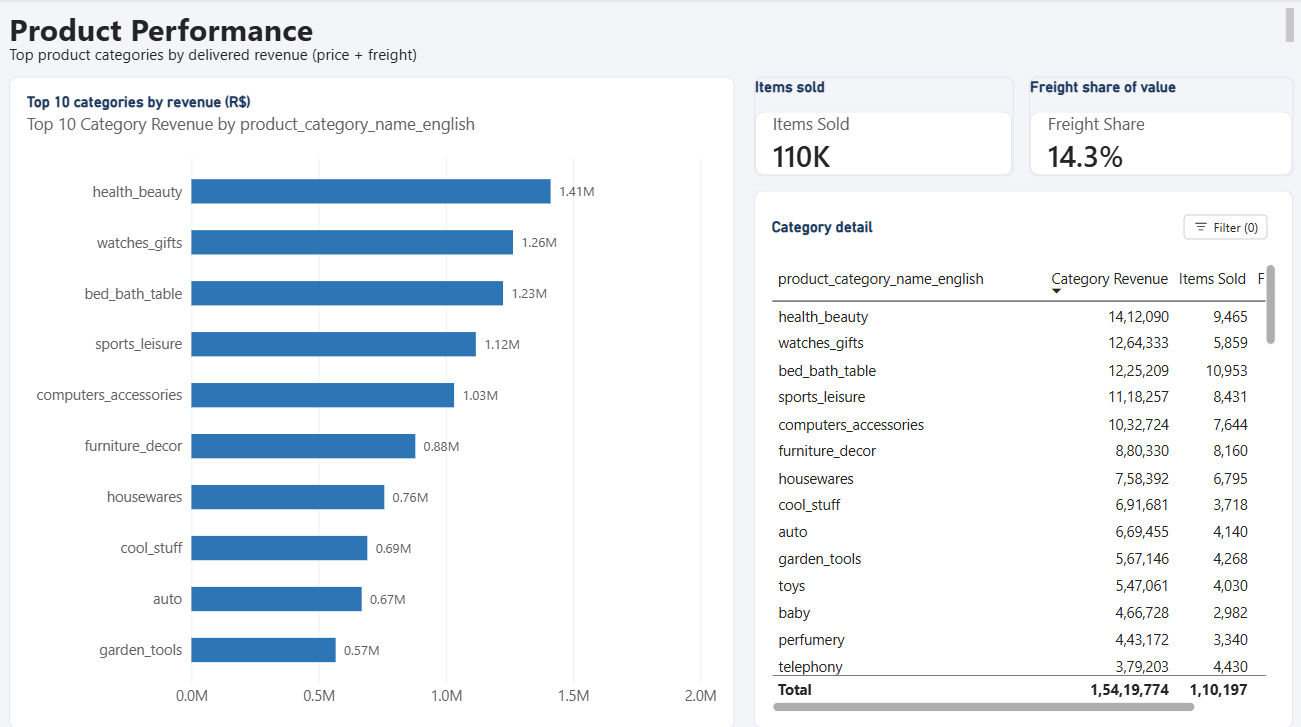 Product Performance
Top product categories by delivered revenue (price + freight)
Top 10 categories by revenue (R$)
Top 10 Category Revenue by product_category_name_english
health_beauty 1.41M
watches_gifts 1.26M
bed_bath_table 1.23M
sports_leisure 1.12M
computers_accessories 1.03M
furniture_decor 0.88M
housewares 0.76M
cool_stuff 0.69M
auto 0.67M
garden_tools 0.57M
0.0M 0.5M 1.0M 1.5M 2.0M
Items sold
Items Sold
110K
Freight share of value
Freight Share
14.3%
Category detail
Filter (0)
product_category_name_english Category Revenue Items Sold F
health_beauty 14,12,090 9,465
watches_gifts 12,64,333 5,859
bed_bath_table 12,25,209 10,953
sports_leisure 11,18,257 8,431
computers_accessories 10,32,724 7,644
furniture_decor 8,80,330 8,160
housewares 7,58,392 6,795
cool_stuff 6,91,681 3,718
auto 6,69,455 4,140
garden_tools 5,67,146 4,268
toys 5,47,061 4,030
baby 4,66,728 2,982
perfumery 4,43,172 3,340
telephony 3,79,203 4,430
Total 1,54,19,774 1,10,197